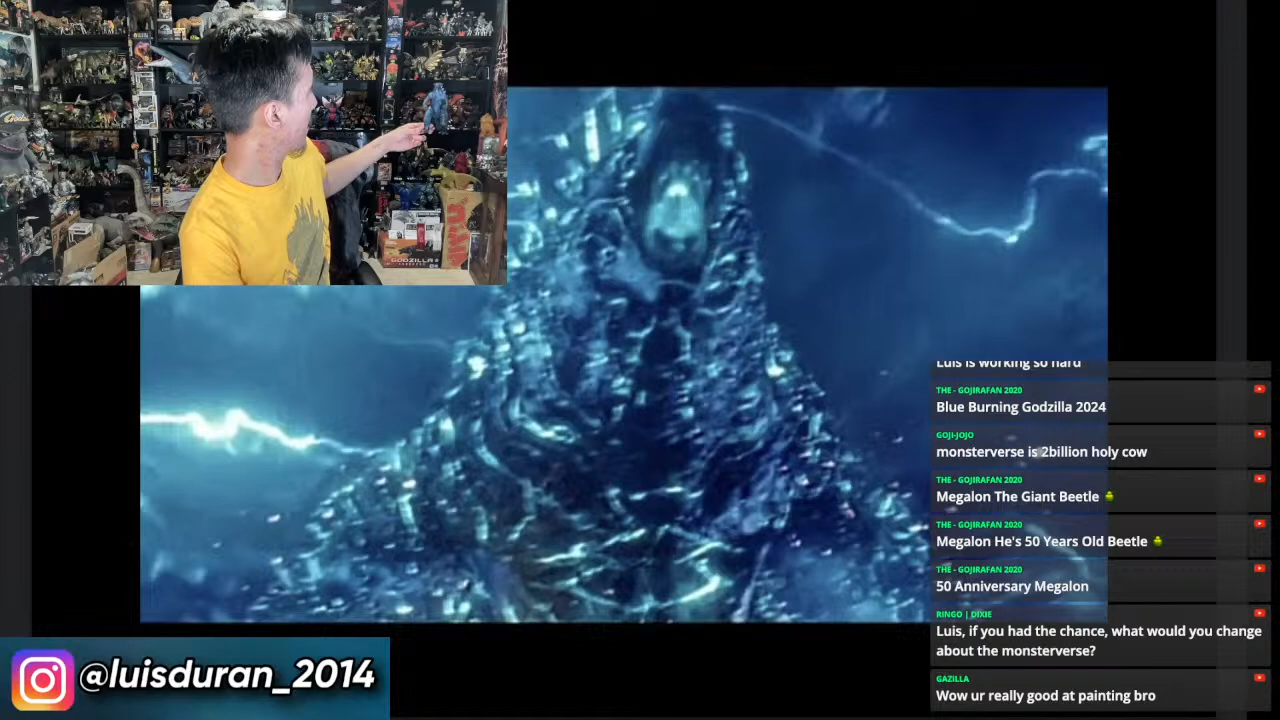 GODZILLA
Luis is working so hard
THE - GOJIRAFAN 2020
Blue Burning Godzilla 2024
GOJI-JOJO
monsterverse is 2billion holy cow
THE - GOJIRAFAN 2020
Megalon The Giant Beetle
THE - GOJIRAFAN 2020
Megalon He's 50 Years Old Beetle
THE - GOJIRAFAN 2020
50 Anniversary Megalon
RINGO | DIXIE
Luis, if you had the chance, what would you change
about the monsterverse?
GAZILLA
Wow ur really good at painting bro
@luisduran_2014